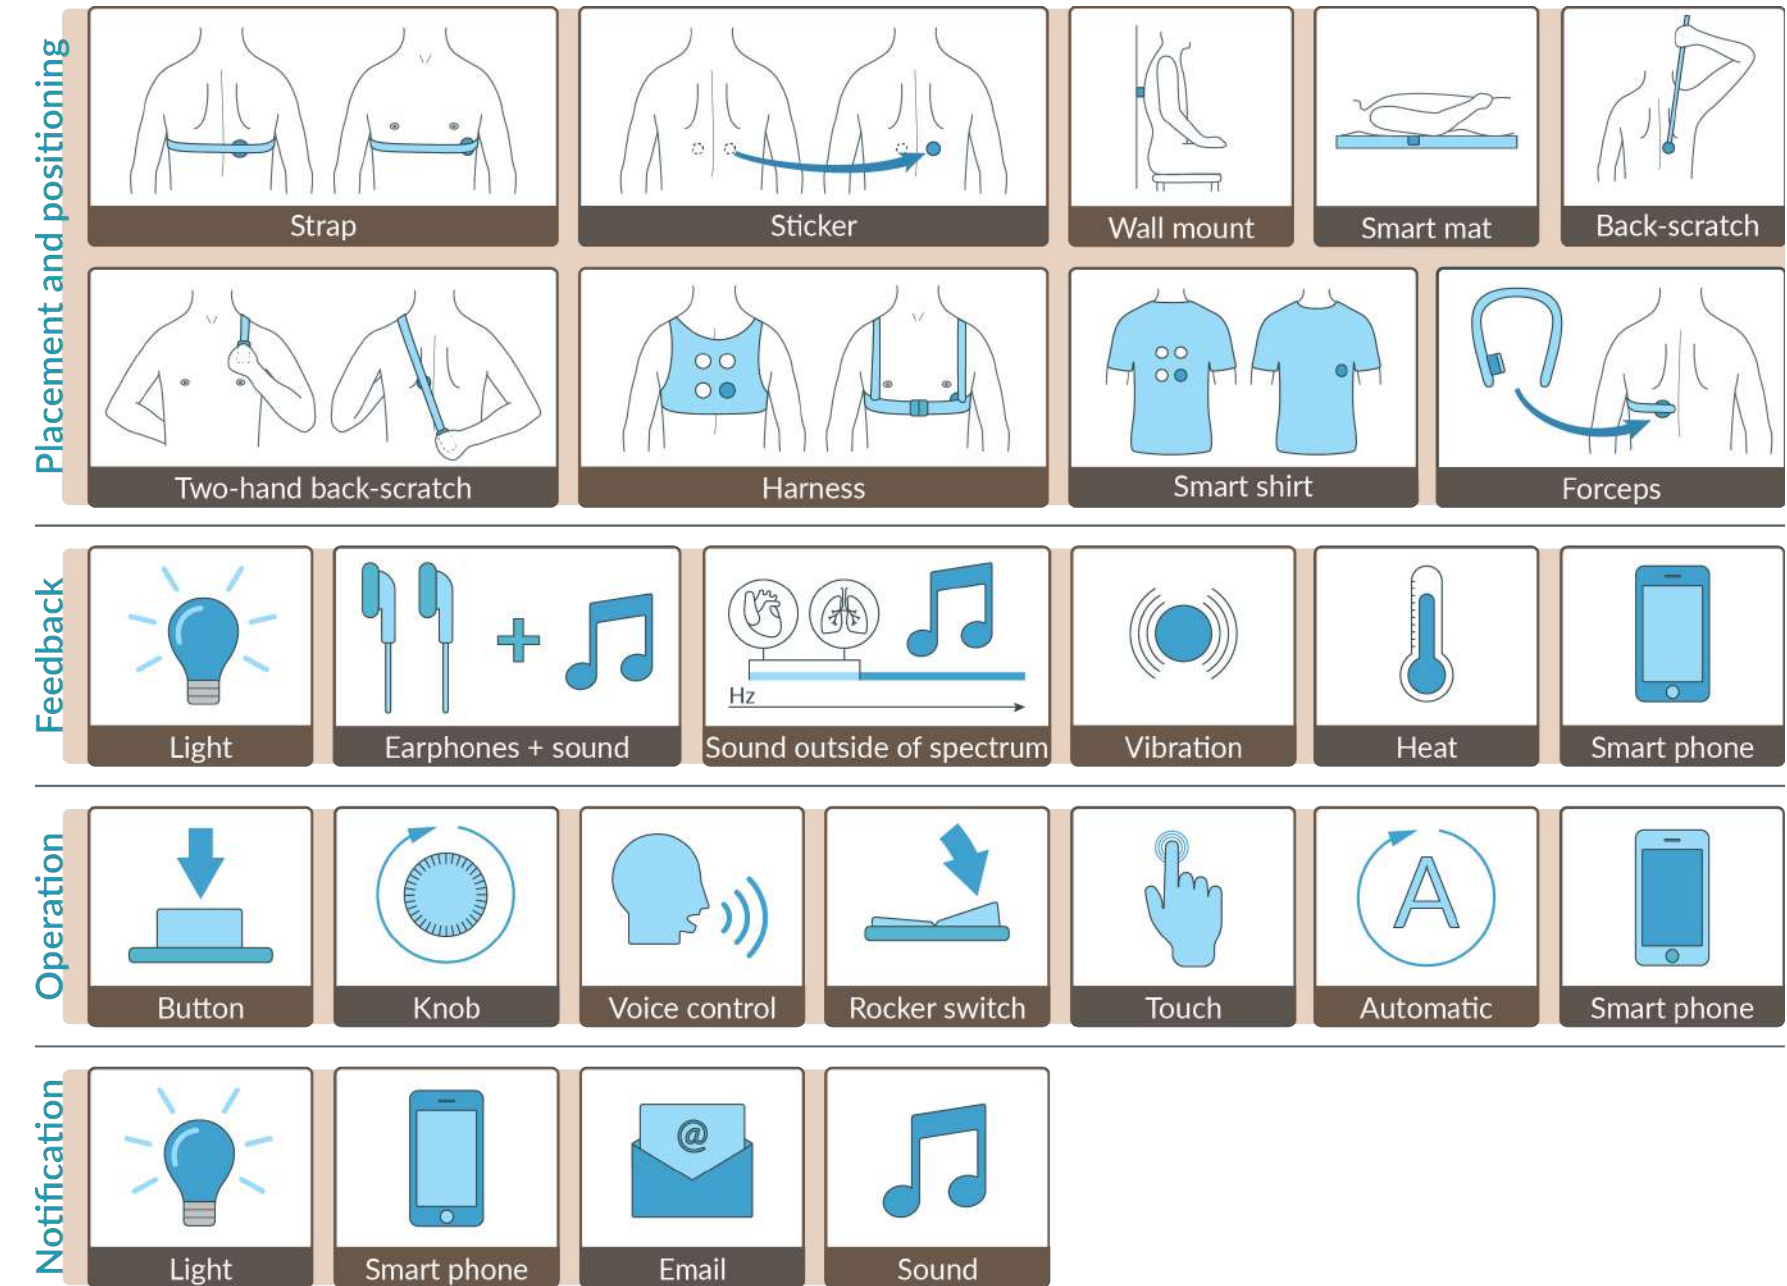 Placement and positioning
Strap
Sticker
Wall mount
Smart mat
Back-scratch
Two-hand back-scratch
Harness
Smart shirt
Forceps
Feedback
Hz
Light
Earphones + sound
Sound outside of spectrum
Vibration
Heat
Smart phone
Operation
A
Button
Knob
Voice control
Rocker switch
Touch
Automatic
Smart phone
Notification
@
Light
Smart phone
Email
Sound